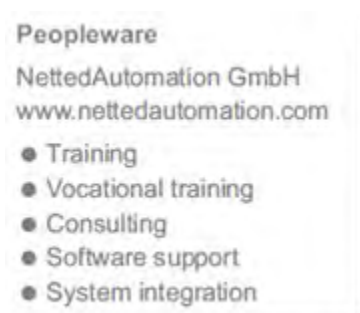 Peopleware
NettedAutomation GmbH
www.nettedautomation.com
● Training
● Vocational training
● Consulting
● Software support
● System integration